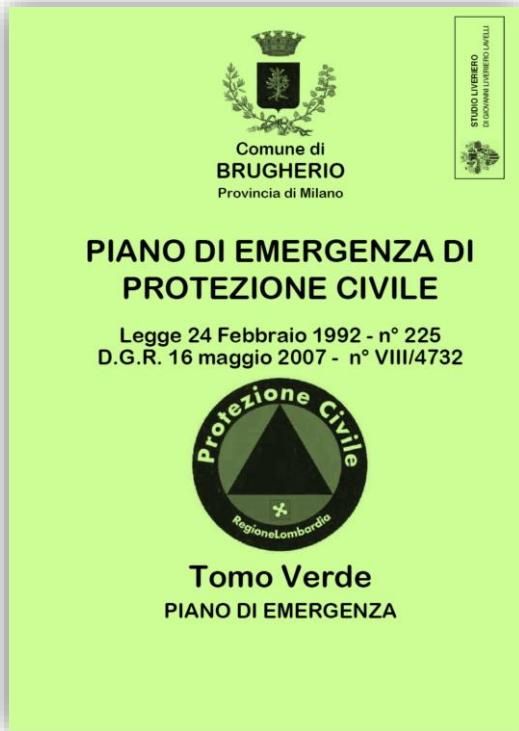 STUDIO LIVERIERO
DI GIOVANNI LIVERIERO LAVELLI
Comune di
BRUGHERIO
Provincia di Milano
PIANO DI EMERGENZA DI
PROTEZIONE CIVILE
Legge 24 Febbraio 1992 - n° 225
D.G.R. 16 maggio 2007 - n° VIII/4732
Protezione Civile
RegioneLombardia
Tomo Verde
PIANO DI EMERGENZA